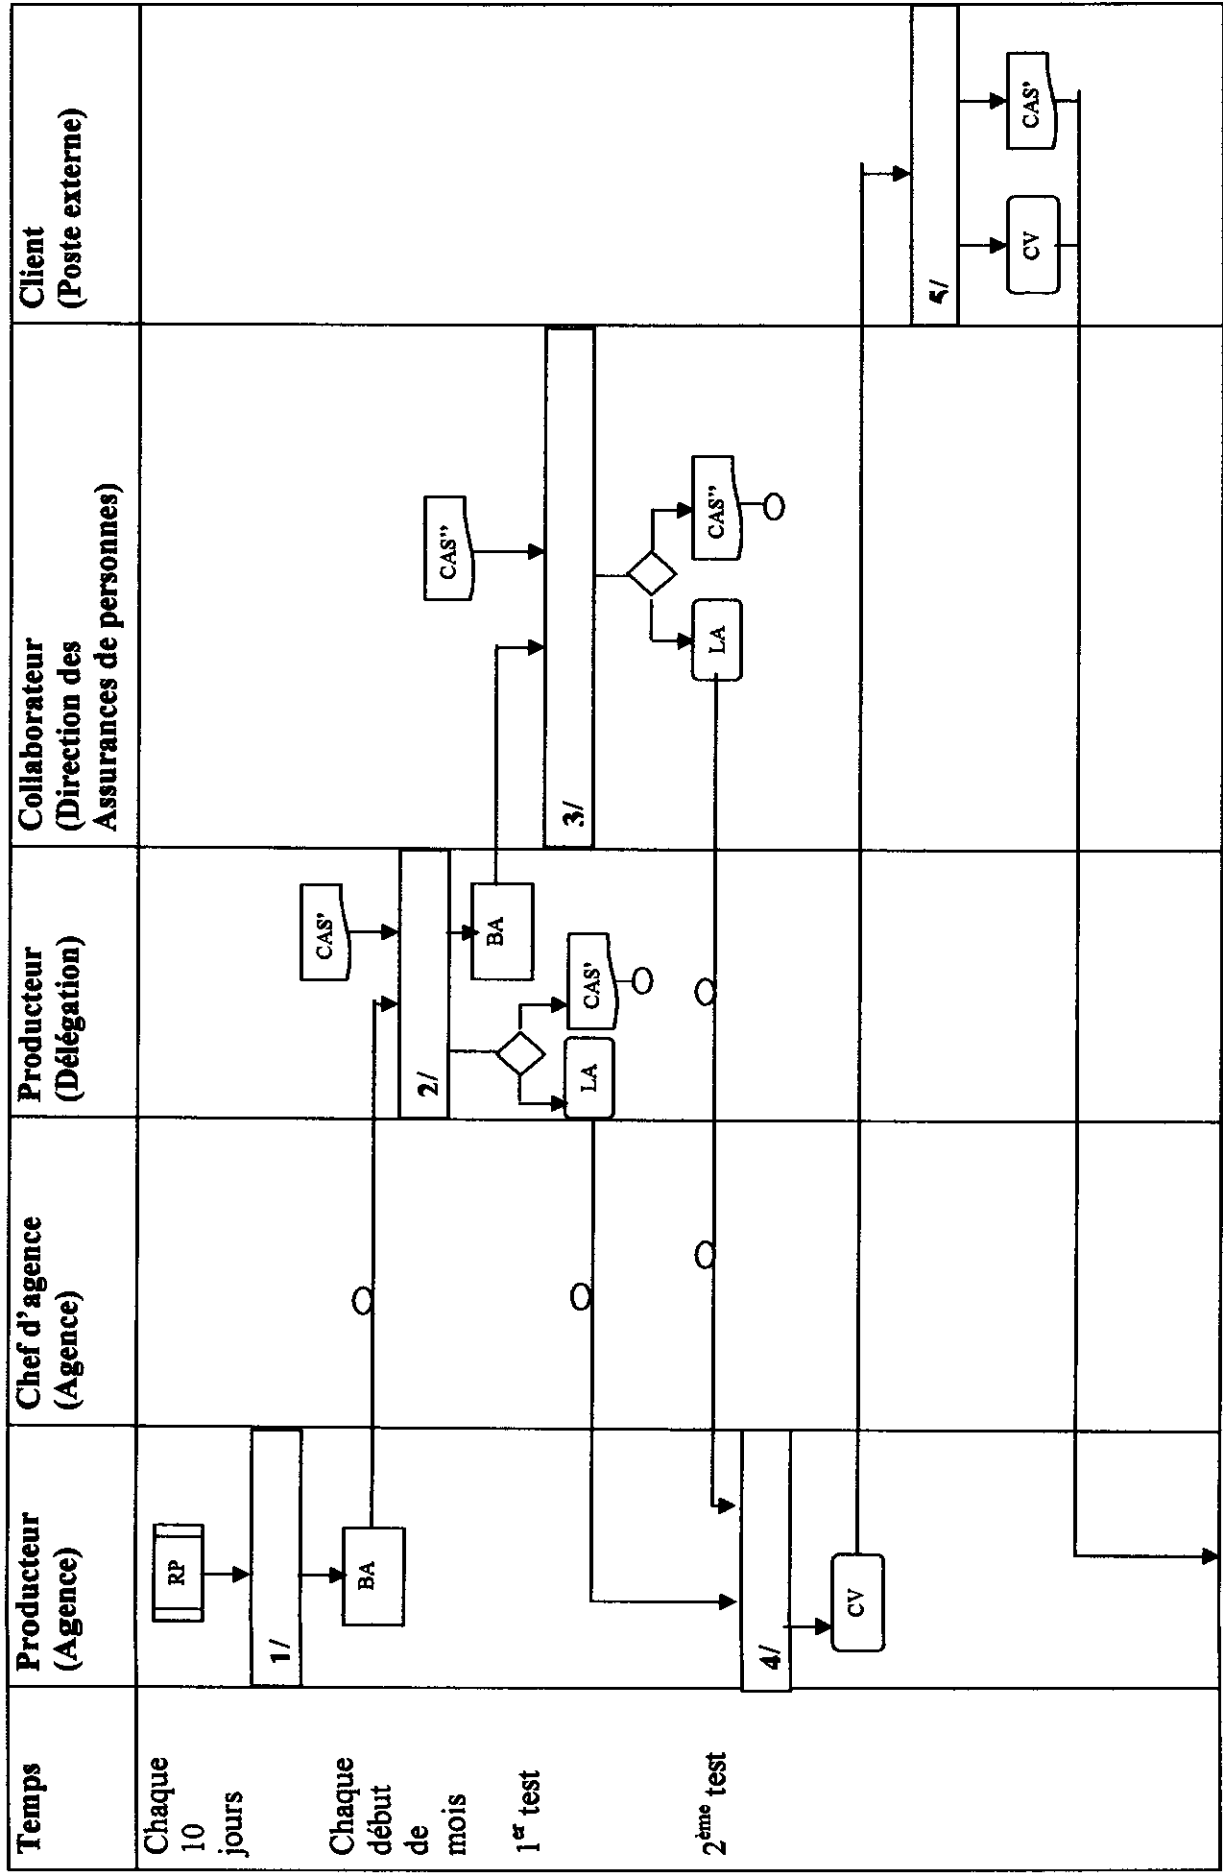 Temps
Producteur
(Agence)
Chef d'agence
(Agence)
Producteur
(Délégation)
Collaborateur
(Direction des
Assurances de personnes)
Client
(Poste externe)
Chaque
10
jours
RP
1/
Chaque
début
de
mois
BA
CAS'
2/
1er test
BA
CAS''
LA
CAS'
3/
2ème test
LA
CAS''
4/
CV
5/
CV
CAS'